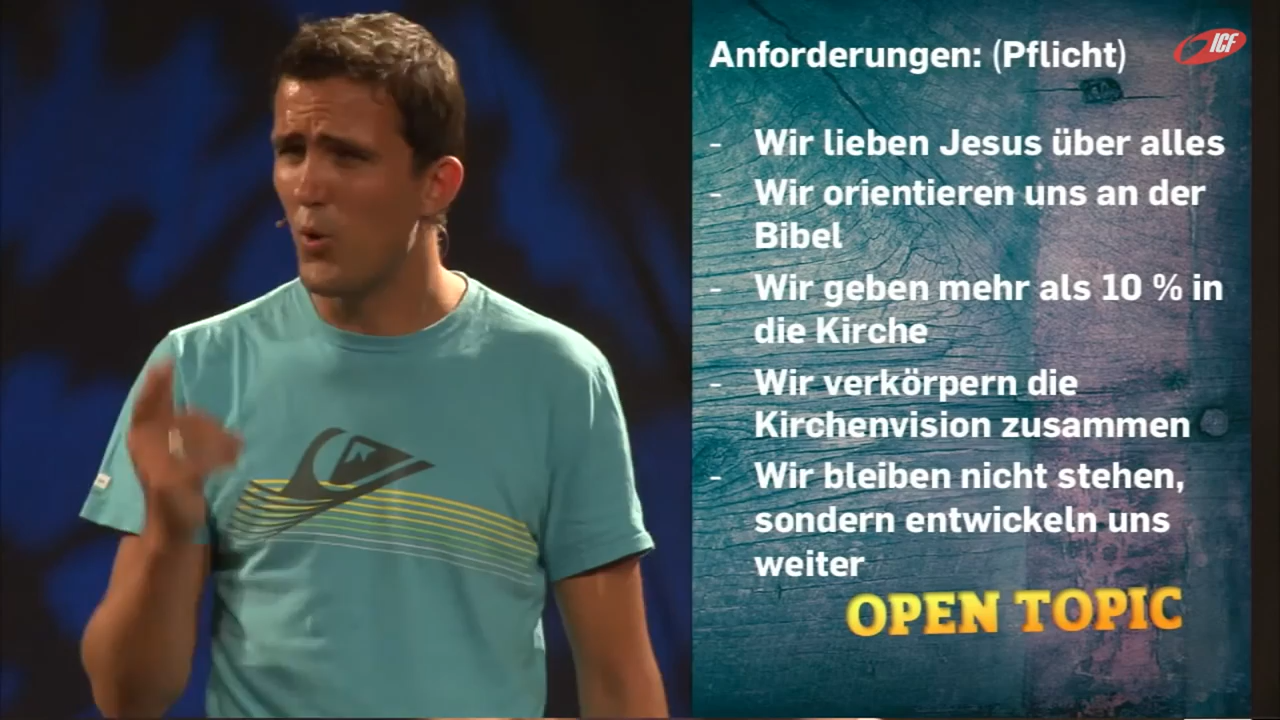 Anforderungen: (Pflicht)
ICF
- Wir lieben Jesus über alles
- Wir orientieren uns an der
Bibel
- Wir geben mehr als 10 % in
die Kirche
- Wir verkörpern die
Kirchenvision zusammen
- Wir bleiben nicht stehen,
sondern entwickeln uns
weiter
OPEN TOPIC